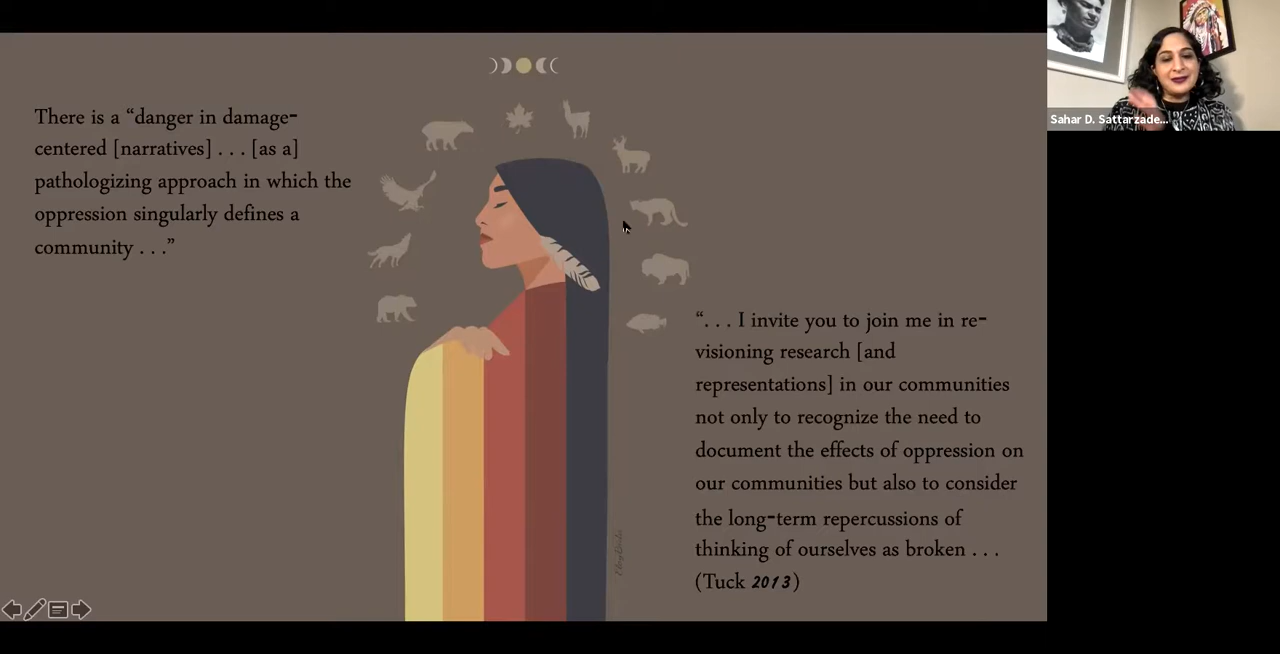 There is a “danger in damage-
centered [narratives] . . . [as a]
pathologizing approach in which the
oppression singularly defines a
community . . .”
“. . . I invite you to join me in re-
visioning research [and
representations] in our communities
not only to recognize the need to
document the effects of oppression on
our communities but also to consider
the long-term repercussions of
thinking of ourselves as broken . . .
(Tuck 2013)
Sahar D. Sattarzade...